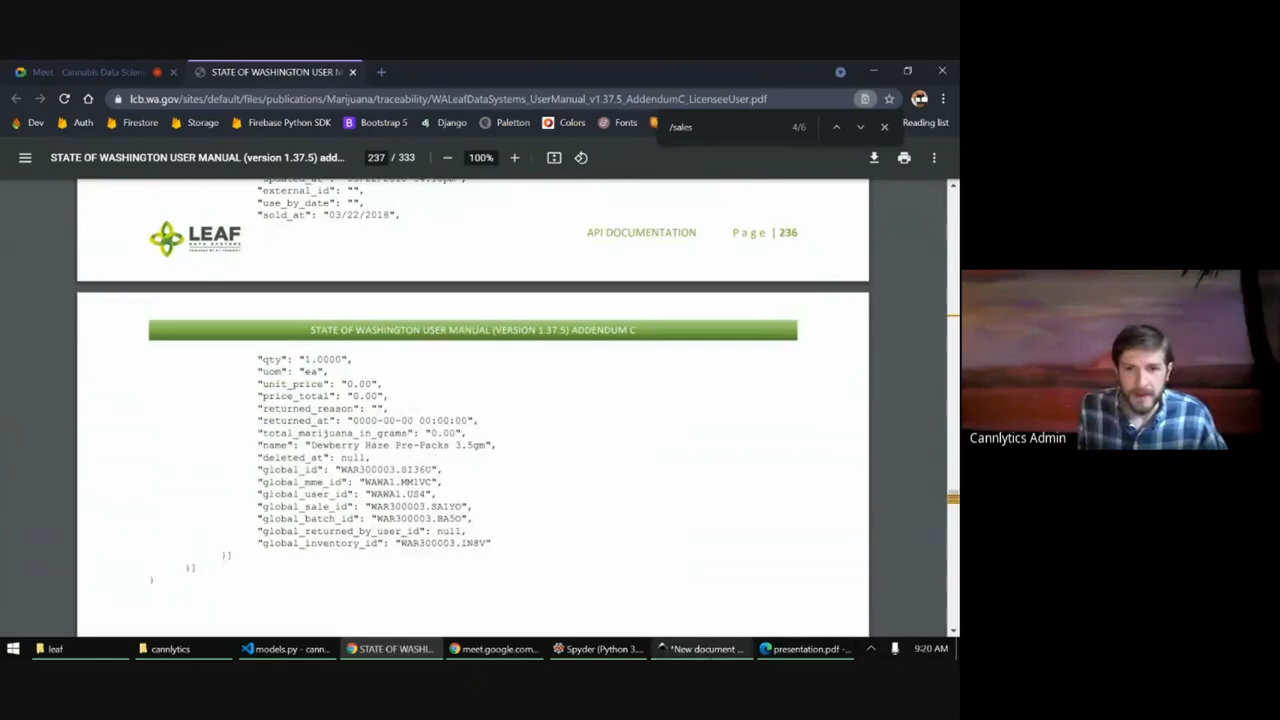 Meet - Cannabis Data Scien
STATE OF WASHINGTON USER M
lcb.wa.gov/sites/default/files/publications/Marijuana/traceability/WALeafDataSystems_UserManual_v1.37.5_AddendumC_LicenseeUser.pdf
Dev Auth Firestore Storage Firebase Python SDK Bootstrap 5 Django Paletton Colors Fonts Reading list
/sales 4/6
STATE OF WASHINGTON USER MANUAL (version 1.37.5) add... 237 / 333 100%
"external_id": "",
"use_by_date": "",
"sold_at": "03/22/2018",
LEAF
DATA SYSTEMS
API DOCUMENTATION Page | 236
STATE OF WASHINGTON USER MANUAL (VERSION 1.37.5) ADDENDUM C
"qty": "1.0000",
"uom": "ea",
"unit_price": "0.00",
"price_total": "0.00",
"returned_reason": "",
"returned_at": "0000-00-00 00:00:00",
"total_marijuana_in_grams": "0.00",
"name": "Dewberry Haze Pre-Packs 3.5gm",
"deleted_at": null,
"global_id": "WAR300003.SI36U",
"global_mme_id": "WAWA1.MM1VC",
"global_user_id": "WAWA1.US4",
"global_sale_id": "WAR300003.SA1YO",
"global_batch_id": "WAR300003.BA5O",
"global_returned_by_user_id": null,
"global_inventory_id": "WAR300003.IN8V"
}]
}]
}
Cannlytics Admin
leaf cannlytics models.py - cann... STATE OF WASHI... meet.google.com... Spyder (Python 3.... *New document ... presentation.pdf -... 9:20 AM